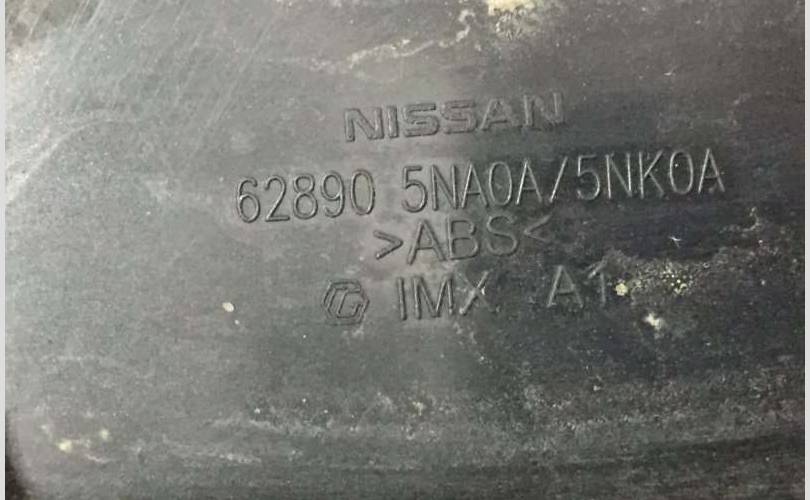 NISSAN
62890 5NA0A/5NK0A
>ABS<
IMX A1